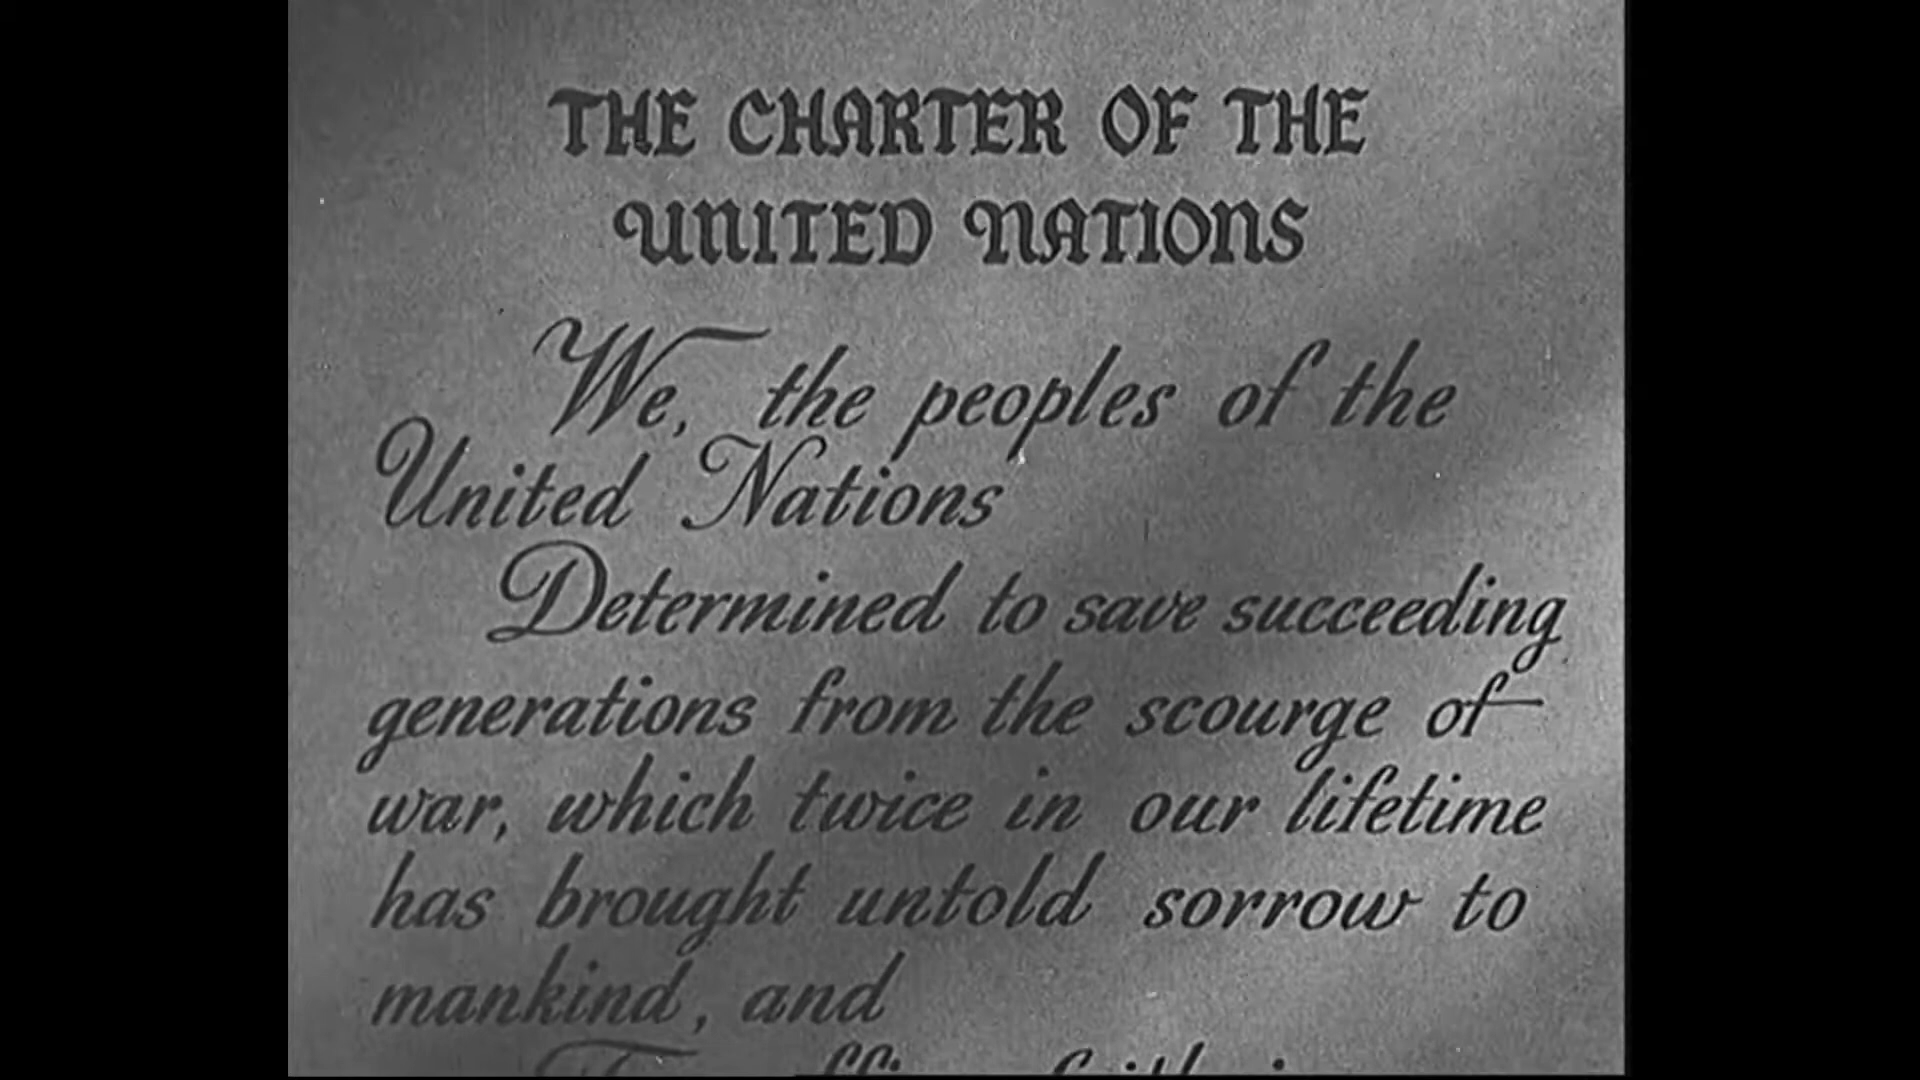 THE CHARTER OF THE
UNITED NATIONS
We, the peoples of the
United Nations
Determined to save succeeding
generations from the scourge of
war, which twice in our lifetime
has brought untold sorrow to
mankind, and